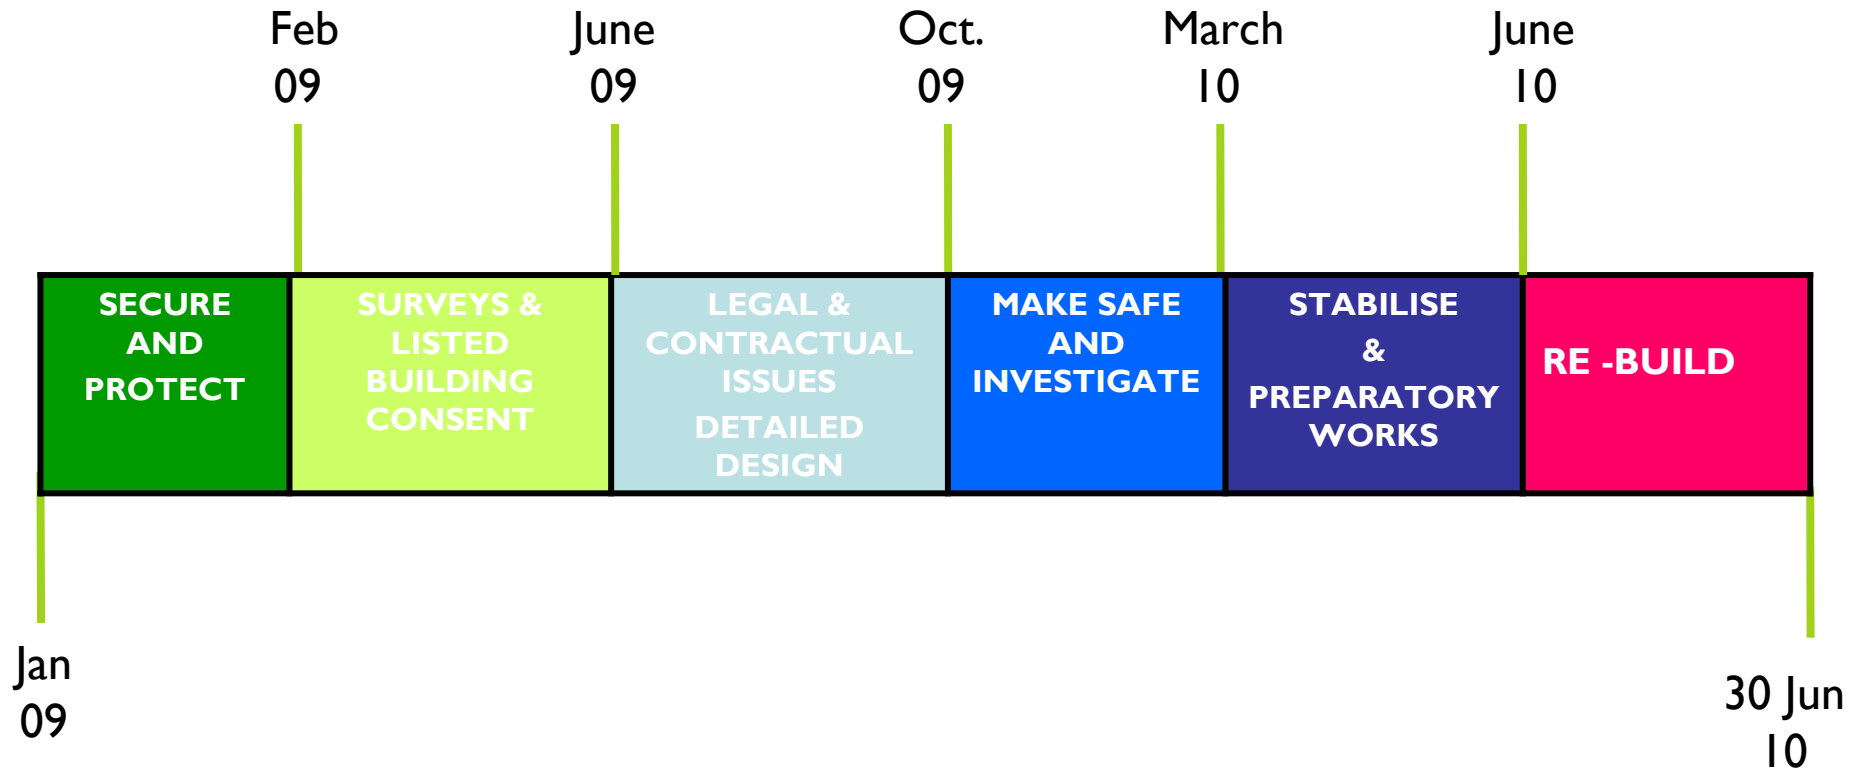 Feb
09
June
09
Oct.
09
March
10
June
10
SECURE
AND
PROTECT
SURVEYS &
LISTED
BUILDING
CONSENT
LEGAL &
CONTRACTUAL
ISSUES
DETAILED
DESIGN
MAKE SAFE
AND
INVESTIGATE
STABILISE
&
PREPARATORY
WORKS
RE -BUILD
Jan
09
30 Jun
10